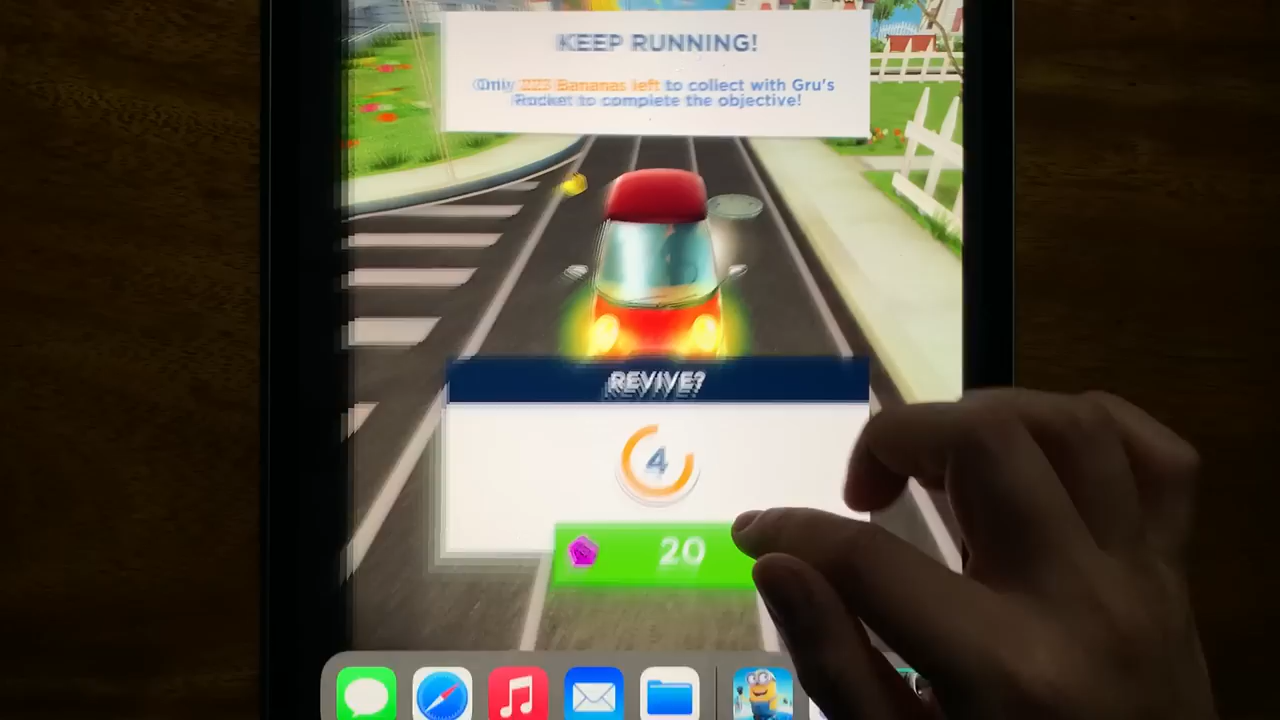 KEEP RUNNING!
Only Bananas left to collect with Gru's
Rocket to complete the objective!
REVIVE?
4
20